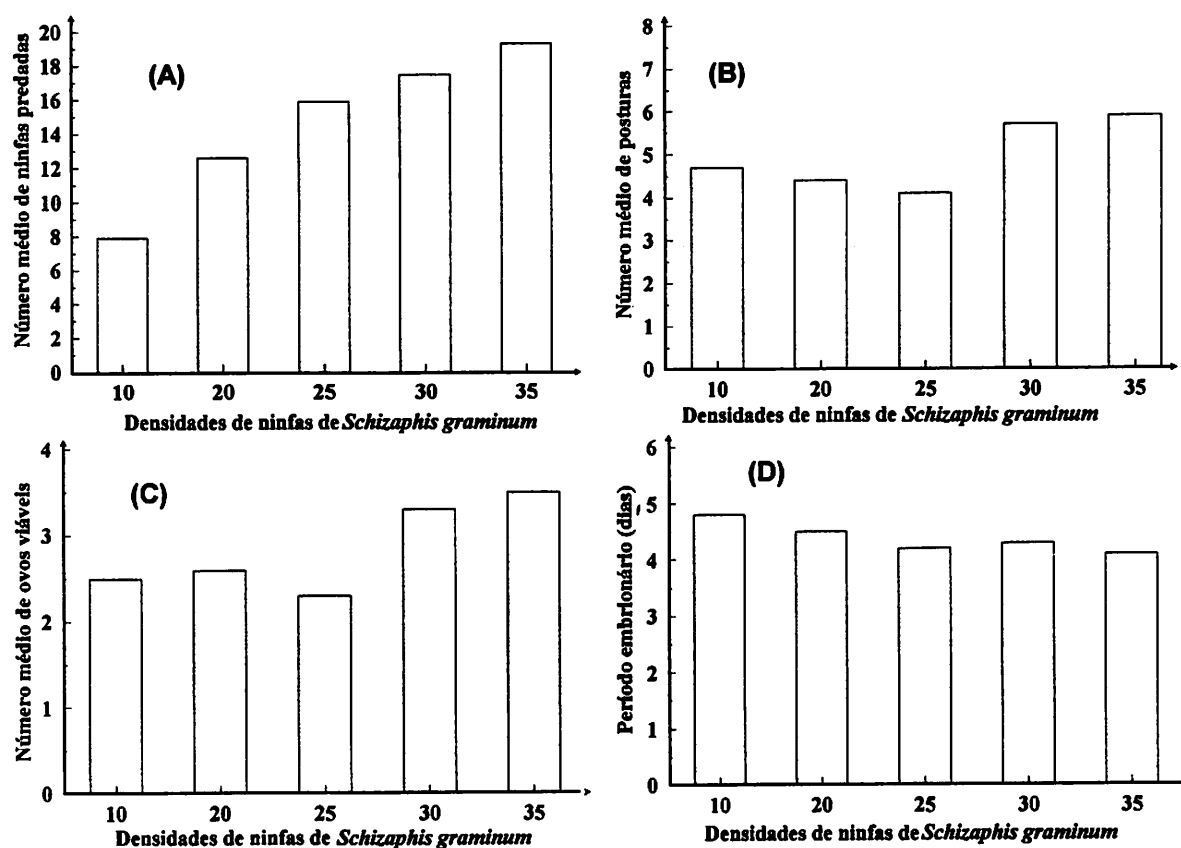 Número médio de ninfas predadas
20
18
16
14
12
10
8
6
4
2
0
(A)
10 20 25 30 35
Densidades de ninfas de Schizaphis graminum
Número médio de posturas
8
7
6
5
4
3
2
1
0
(B)
10 20 25 30 35
Densidades de ninfas de Schizaphis graminum
Número médio de ovos viáveis
4
3
2
1
0
(C)
10 20 25 30 35
Densidades de ninfas de Schizaphis graminum
Período embrionário (dias)
6
5
4
3
2
1
0
(D)
10 20 25 30 35
Densidades de ninfas de Schizaphis graminum